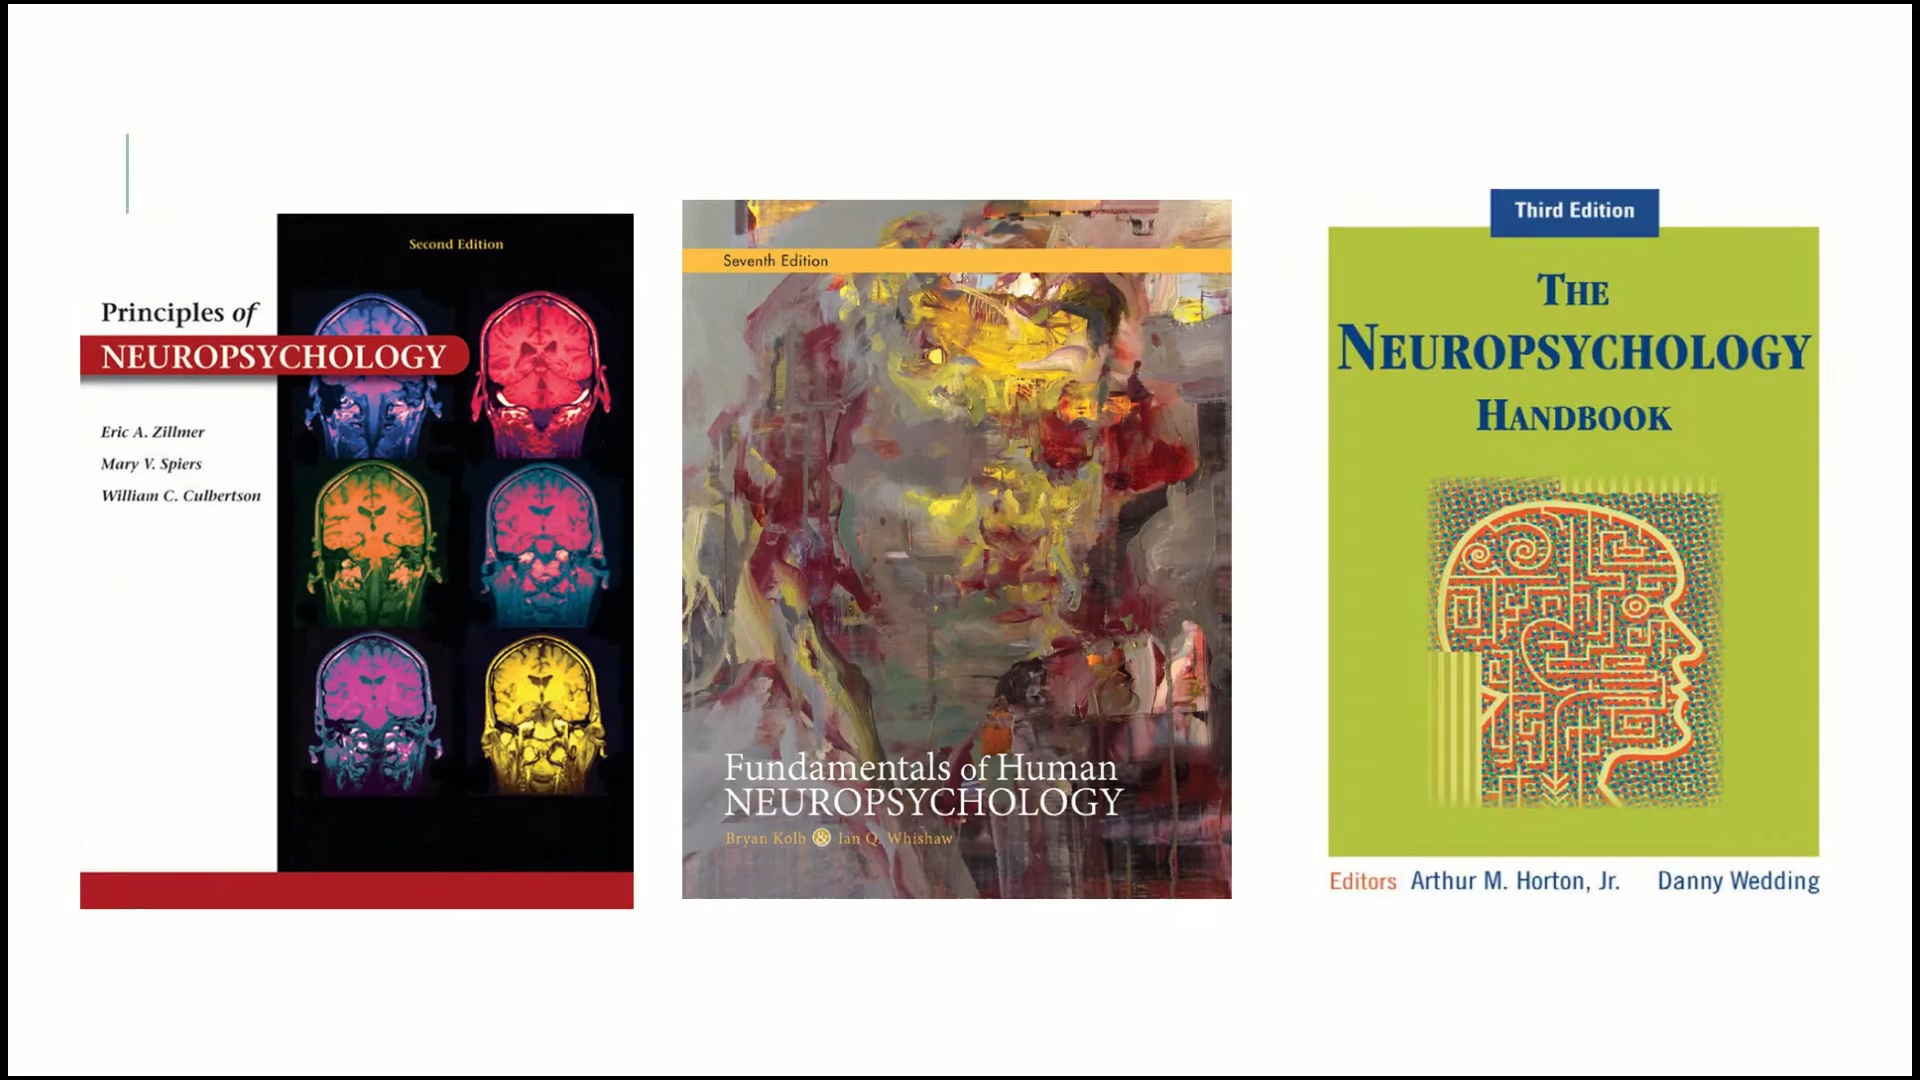 Second Edition
Principles of
NEUROPSYCHOLOGY
Eric A. Zillmer
Mary V. Spiers
William C. Culbertson
Seventh Edition
Fundamentals of Human
NEUROPSYCHOLOGY
Bryan Kolb & Ian Q. Whishaw
Third Edition
THE
NEUROPSYCHOLOGY
HANDBOOK
Editors Arthur M. Horton, Jr. Danny Wedding